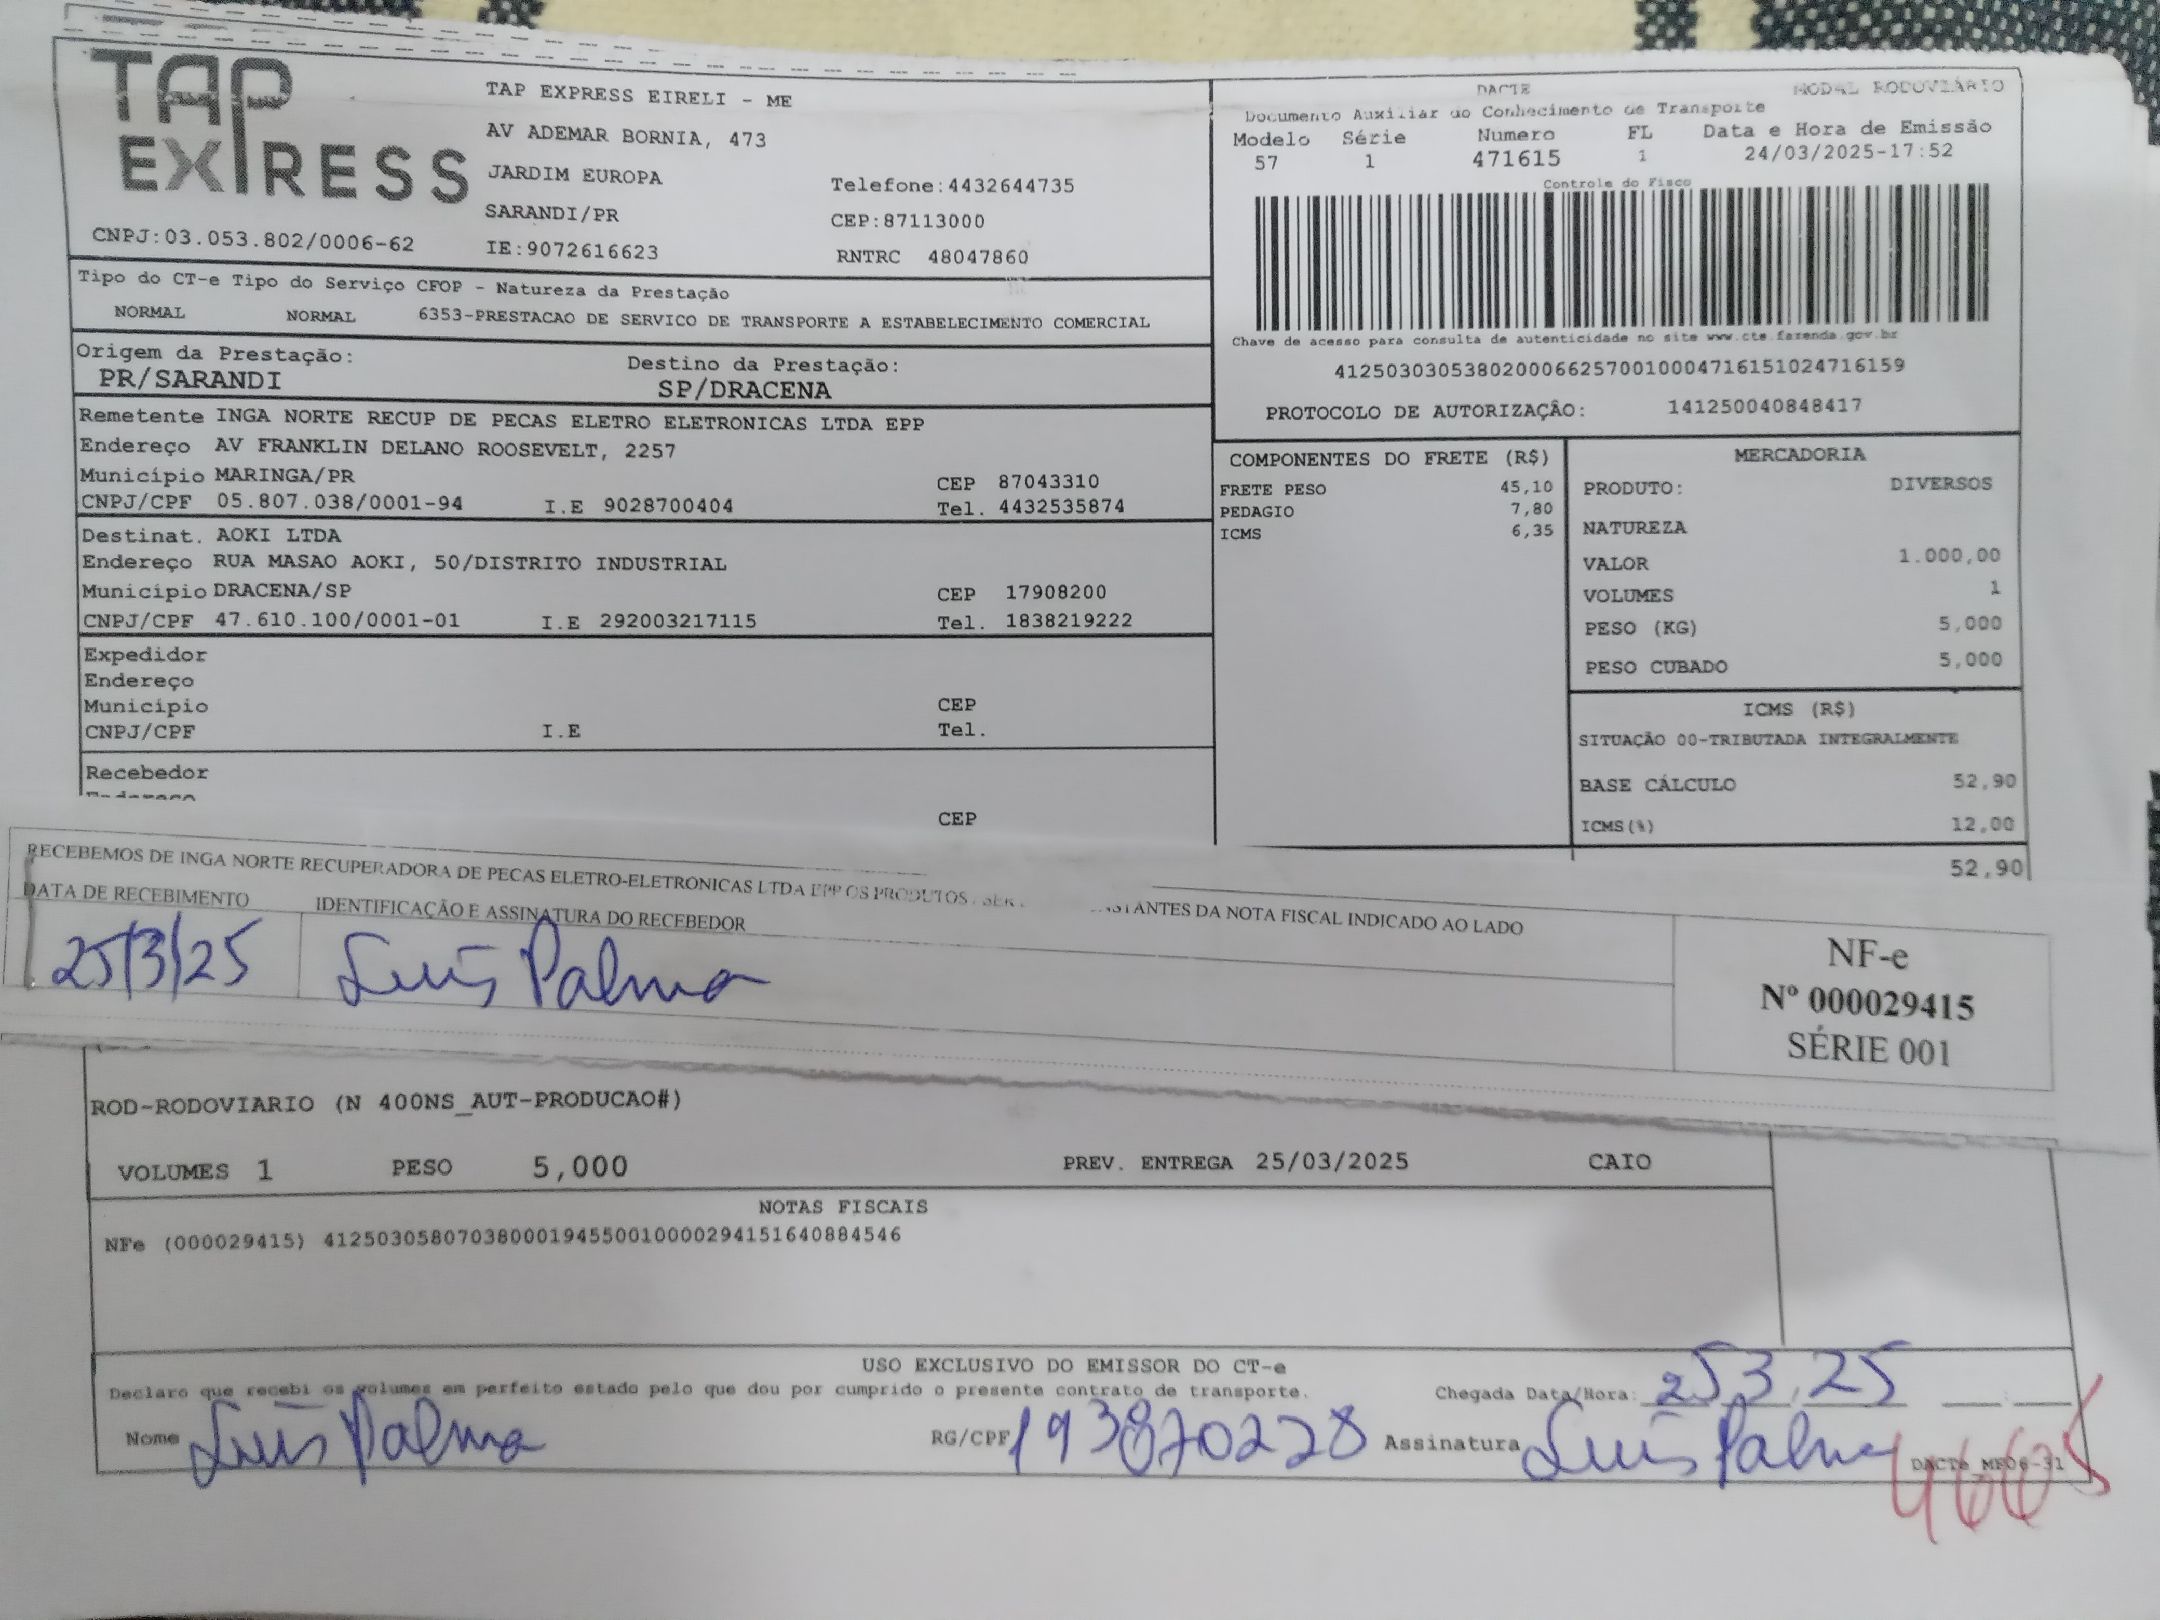 TAP EXPRESS
TAP EXPRESS EIRELI - ME
AV ADEMAR BORNIA, 473
JARDIM EUROPA
SARANDI/PR
IE:9072616623
Telefone:4432644735
CEP:87113000
RNTRC 48047860
CNPJ:03.053.802/0006-62
DACTE MODAL RODOVIÁRIO
Documento Auxiliar do Conhecimento de Transporte
Modelo Série Numero FL Data e Hora de Emissão
57 1 471615 1 24/03/2025-17:52
Controle do Fisco
Chave de acesso para consulta de autenticidade no site www.cte.fazenda.gov.br
41250303053802000662570010004716151024716159
PROTOCOLO DE AUTORIZAÇÃO: 141250040848417
Tipo do CT-e Tipo do Serviço CFOP - Natureza da Prestação
NORMAL NORMAL 6353-PRESTACAO DE SERVICO DE TRANSPORTE A ESTABELECIMENTO COMERCIAL
Origem da Prestação: Destino da Prestação:
PR/SARANDI SP/DRACENA
Remetente INGA NORTE RECUP DE PECAS ELETRO ELETRONICAS LTDA EPP
Endereço AV FRANKLIN DELANO ROOSEVELT, 2257
Município MARINGA/PR CEP 87043310
CNPJ/CPF 05.807.038/0001-94 I.E 9028700404 Tel. 4432535874
Destinat. AOKI LTDA
Endereço RUA MASAO AOKI, 50/DISTRITO INDUSTRIAL
Município DRACENA/SP CEP 17908200
CNPJ/CPF 47.610.100/0001-01 I.E 292003217115 Tel. 1838219222
Expedidor
Endereço
Município CEP
CNPJ/CPF I.E Tel.
Recebedor
Endereço
CEP
COMPONENTES DO FRETE (R$)
FRETE PESO 45,10
PEDAGIO 7,80
ICMS 6,35
MERCADORIA
PRODUTO: DIVERSOS
NATUREZA
VALOR 1.000,00
VOLUMES 1
PESO (KG) 5,000
PESO CUBADO 5,000
ICMS (R$)
SITUAÇÃO 00-TRIBUTADA INTEGRALMENTE
BASE CÁLCULO 52,90
ICMS(%) 12,00
52,90
RECEBEMOS DE INGA NORTE RECUPERADORA DE PECAS ELETRO-ELETRONICAS LTDA EPP OS PRODUTOS DA NOTA FISCAL INDICADO AO LADO
DATA DE RECEBIMENTO IDENTIFICAÇÃO E ASSINATURA DO RECEBEDOR
25/3/25 Luis Palma
NF-e
Nº 000029415
SÉRIE 001
ROD-RODOVIARIO (N 400NS_AUT-PRODUCAO#)
VOLUMES 1 PESO 5,000 PREV. ENTREGA 25/03/2025 CAIO
NOTAS FISCAIS
NFe (000029415) 41250305807038000194550010000294151640884546
USO EXCLUSIVO DO EMISSOR DO CT-e
Declaro que recebi os volumes em perfeito estado pelo que dou por cumprido o presente contrato de transporte.
Chegada Data/Hora: 25 3 25
Nome Luis Palma RG/CPF 193870228 Assinatura Luis Palma